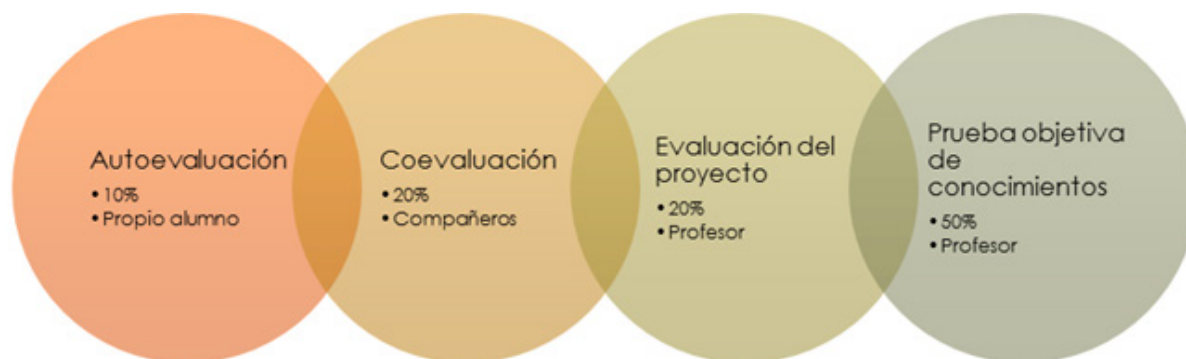 Autoevaluación
• 10%
• Propio alumno
Coevaluación
• 20%
• Compañeros
Evaluación del
proyecto
• 20%
• Profesor
Prueba objetiva
de
conocimientos
• 50%
• Profesor